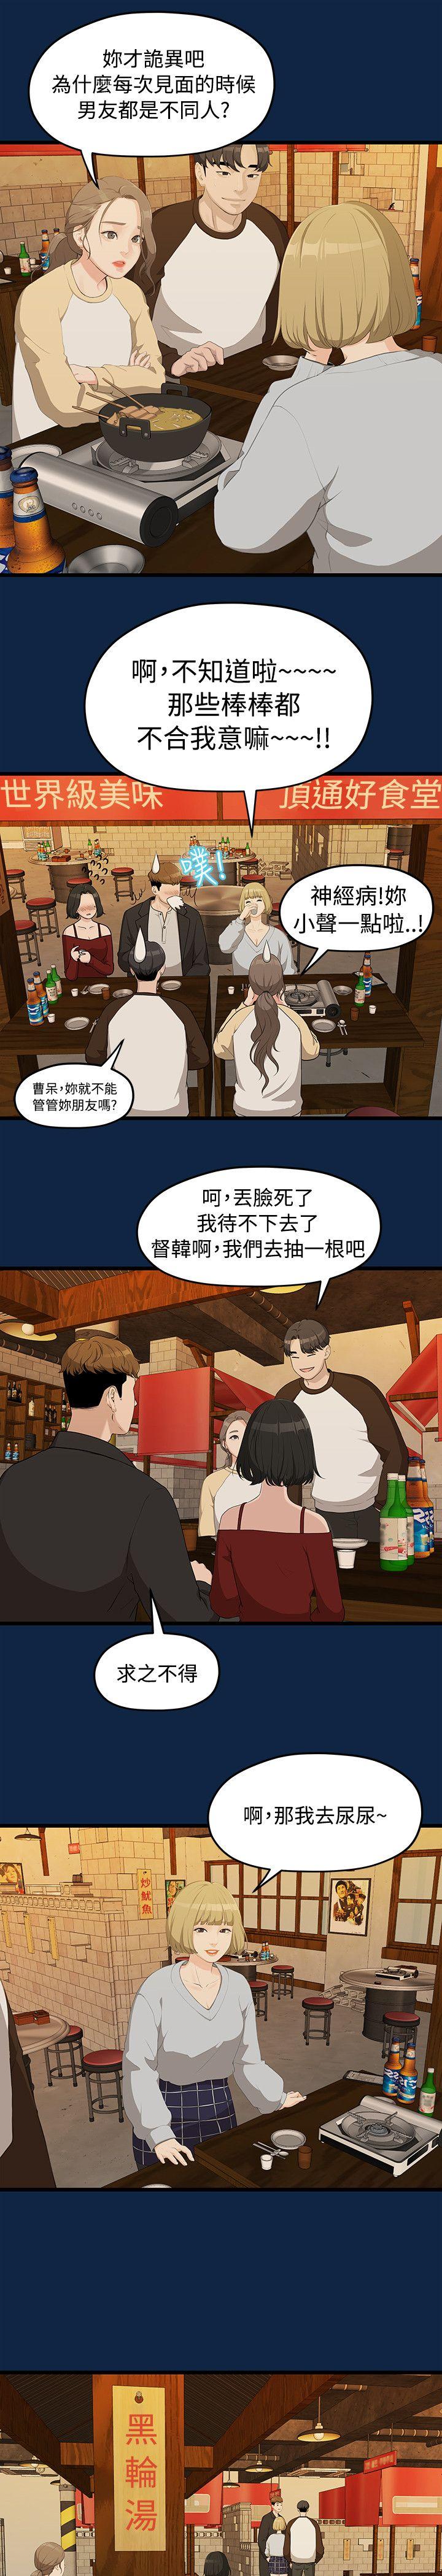 妳才詭異吧
為什麼每次見面的時候
男友都是不同人?
啊,不知道啦~~~~
那些棒棒都
不合我意嘛~~~!!
世界級美味
頂通好食堂
噗!
神經病!妳
小聲一點啦..!
曹呆,妳就不能
管管妳朋友嗎?
呵,丟臉死了
我待不下去了
督韓啊,我們去抽一根吧
求之不得
啊,那我去尿尿~
炒魷魚
黑輪湯